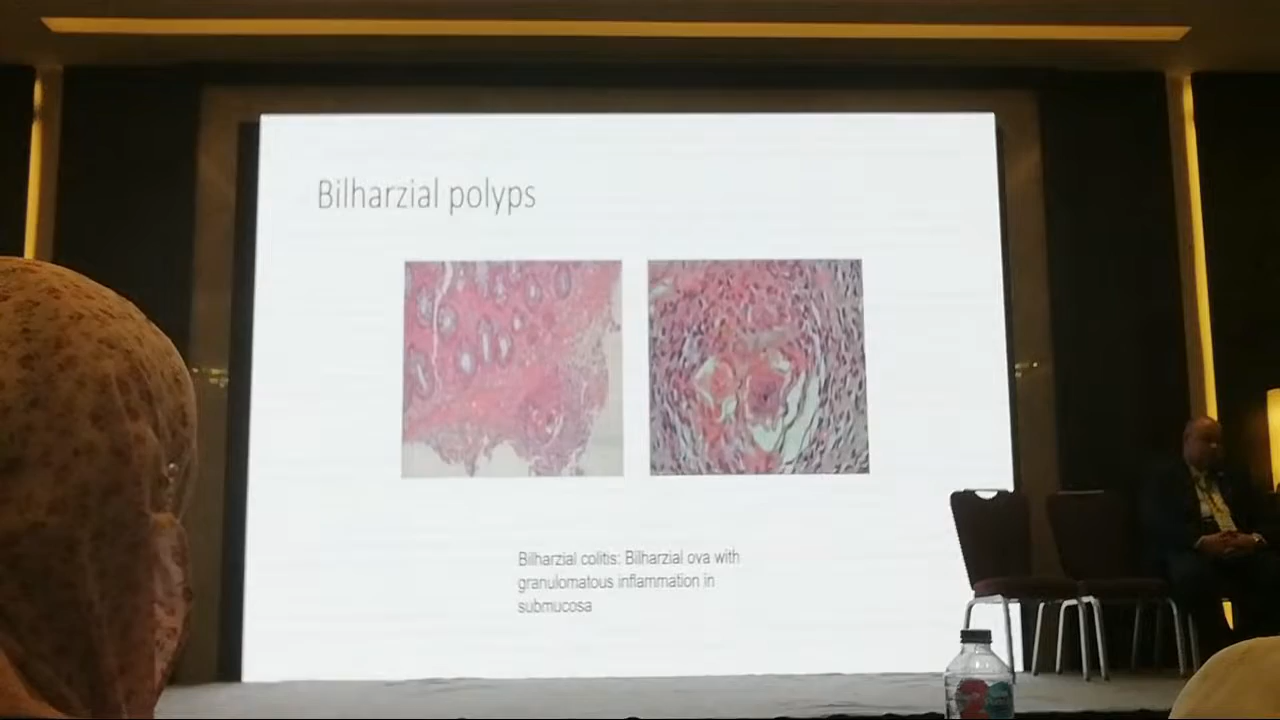 Bilharzial polyps
Bilharzial colitis: Bilharzial ova with
granulomatous inflammation in
submucosa